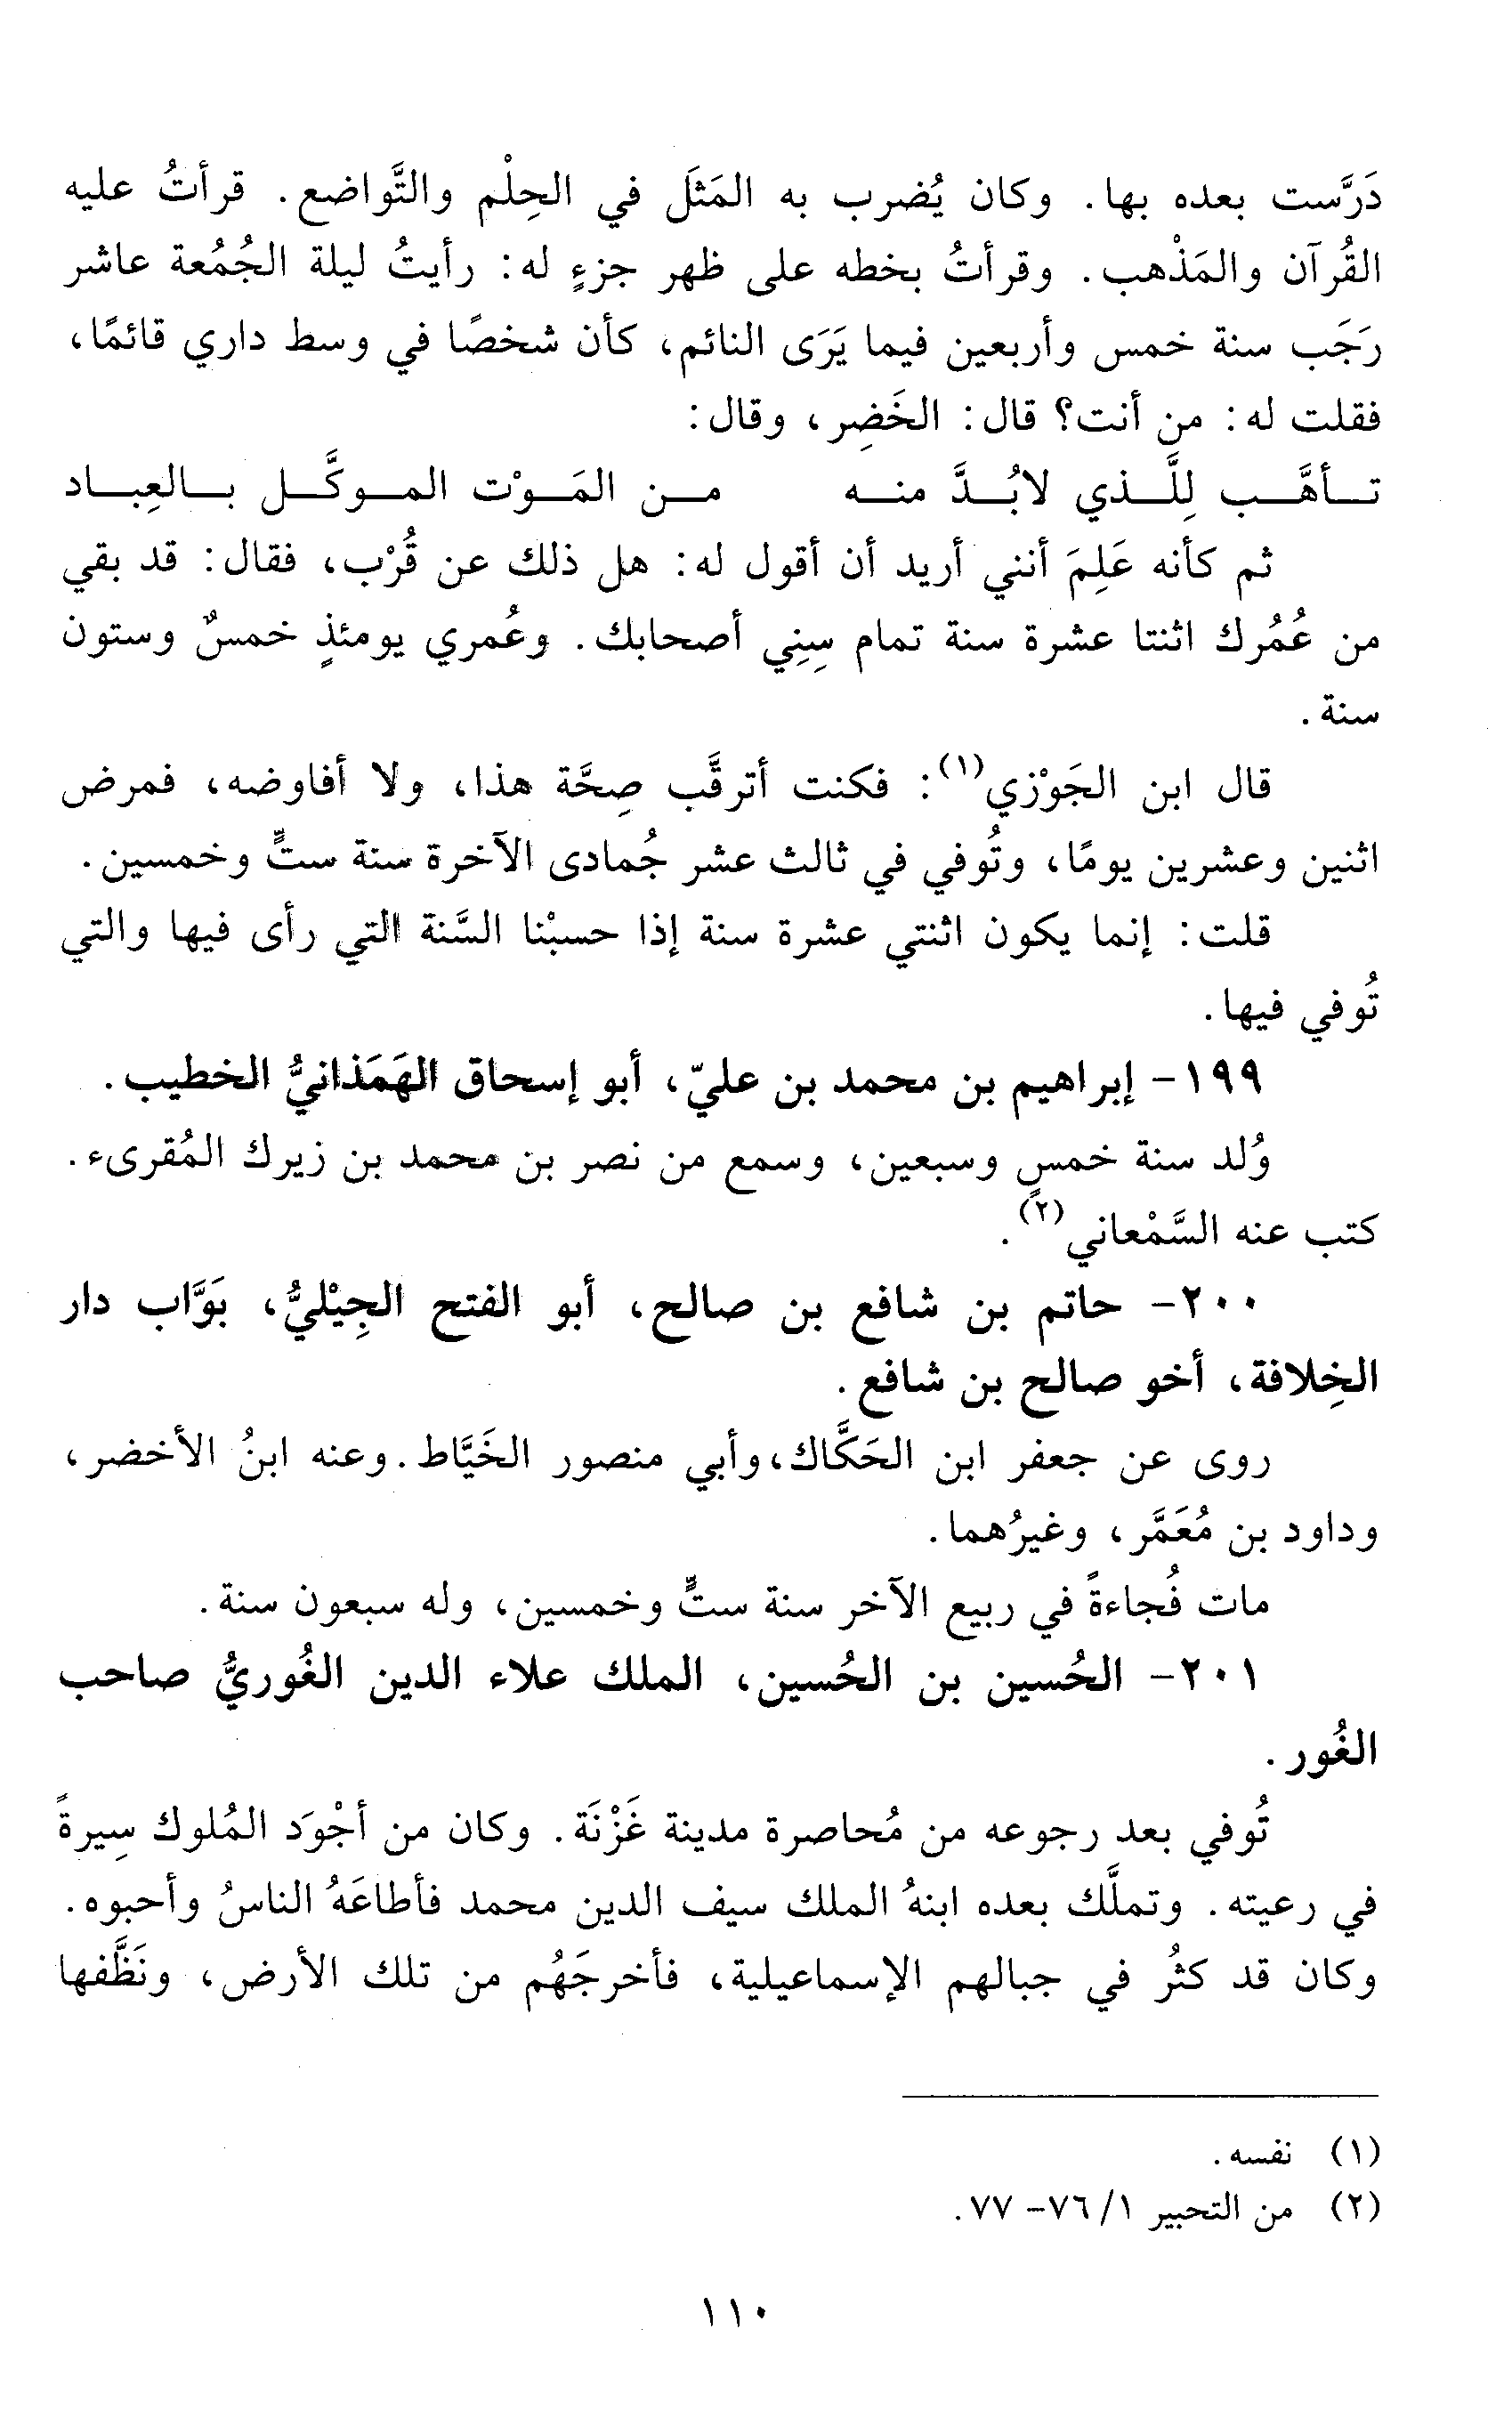 دَرَّست بعده بها. وكان يُضرب به المَثَل في الحِلْم والتَّواضع. قرأتُ عليه
القُرآن والمَذْهب. وقرأتُ بخطه على ظهر جزءٍ له: رأيتُ ليلة الجُمُعة عاشر
رَجَب سنة خمس وأربعين فيما يَرَى النائم، كأن شخصًا في وسط داري قائمًا،
فقلت له: من أنت؟ قال: الخَضِر، وقال:
تـأهَّـب لِلَّـذي لابُـدَّ منـه مـن المَـوْت المـوكَّـل بـالعِبـاد
ثم كأنه عَلِمَ أنني أريد أن أقول له: هل ذلك عن قُرْب، فقال: قد بقي
من عُمُرك اثنتا عشرة سنة تمام سِنِي أصحابك. وعُمري يومئذٍ خمسٌ وستون
سنة.
قال ابن الجَوْزي(١): فكنت أترقَّب صِحَّة هذا، ولا أفاوضه، فمرض
اثنين وعشرين يومًا، وتُوفي في ثالث عشر جُمادى الآخرة سنة ستٍّ وخمسين.
قلت: إنما يكون اثنتي عشرة سنة إذا حسبْنا السَّنة التي رأى فيها والتي
تُوفي فيها.
١٩٩- إبراهيم بن محمد بن عليّ، أبو إسحاق الهَمَذانيُّ الخطيب.
وُلد سنة خمسٍ وسبعين، وسمع من نصر بن محمد بن زيرك المُقرىء.
كتب عنه السَّمْعاني(٢).
٢٠٠- حاتم بن شافع بن صالح، أبو الفتح الجِيْليُّ، بَوَّاب دار
الخِلافة، أخو صالح بن شافع.
روى عن جعفر ابن الحَكَّاك،وأبي منصور الخَيَّاط.وعنه ابنُ الأخضر،
وداود بن مُعَمَّر، وغيرُهما.
مات فُجاءةً في ربيع الآخر سنة ستٍّ وخمسين، وله سبعون سنة.
٢٠١- الحُسين بن الحُسين، الملك علاء الدين الغُوريُّ صاحب
الغُور.
تُوفي بعد رجوعه من مُحاصرة مدينة غَزْنَة. وكان من أجْوَد المُلوك سِيرةً
في رعيته. وتملَّك بعده ابنهُ الملك سيف الدين محمد فأطاعَهُ الناسُ وأحبوه.
وكان قد كثُر في جبالهم الإسماعيلية، فأخرجَهُم من تلك الأرض، ونَظَّفها
(١) نفسه.
(٢) من التحبير ١/ ٧٦- ٧٧.
١١٠